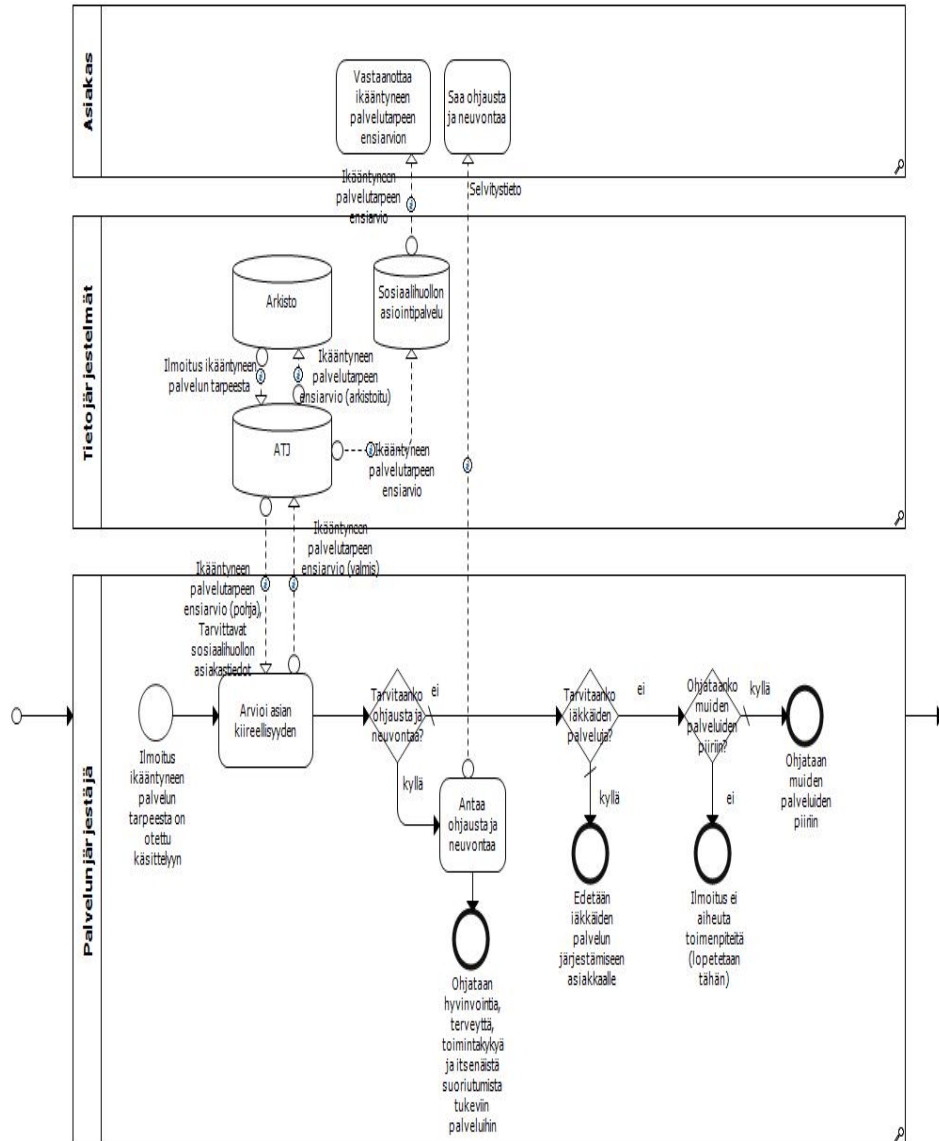 Asiakas
Vastaanottaa
ikääntyneen
palvelutarpeen
ensiarvion
Saa ohjausta
ja neuvontaa
Ikääntyneen
palvelutarpeen
ensiarvio
Selvitystieto
Tietojärjestelmät
Arkisto
Sosiaalihuollon
asiointipalvelu
Ilmoitus ikääntyneen
palvelun tarpeesta
Ikääntyneen
palvelutarpeen
ensiarvio (arkistoitu)
ATJ
Ikääntyneen
palvelutarpeen
ensiarvio
Ikääntyneen
palvelutarpeen
ensiarvio (valmis)
Ikääntyneen
palvelutarpeen
ensiarvio (pohja),
Tarvittavat
sosiaalihuollon
asiakastiedot
Palvelunjärjestäjä
Ilmoitus
ikääntyneen
palvelun
tarpeesta on
otettu
käsittelyyn
Arvioi asian
kiireellisyyden
Tarvitaanko
ohjausta ja
neuvontaa?
ei
kyllä
Antaa
ohjausta ja
neuvontaa
Ohjataan
hyvinvointia,
terveyttä,
toimintakykyä
ja itsenäistä
suoriutumista
tukeviin
palveluihin
Tarvitaanko
iäkkäiden
palveluja?
ei
kyllä
Edetään
iäkkäiden
palvelun
järjestämiseen
asiakkaalle
Ohjataanko
muiden
palveluiden
piiriin?
kyllä
ei
Ilmoitus ei
aiheuta
toimenpiteitä
(lopetetaan
tähän)
Ohjataan
muiden
palveluiden
piiriin